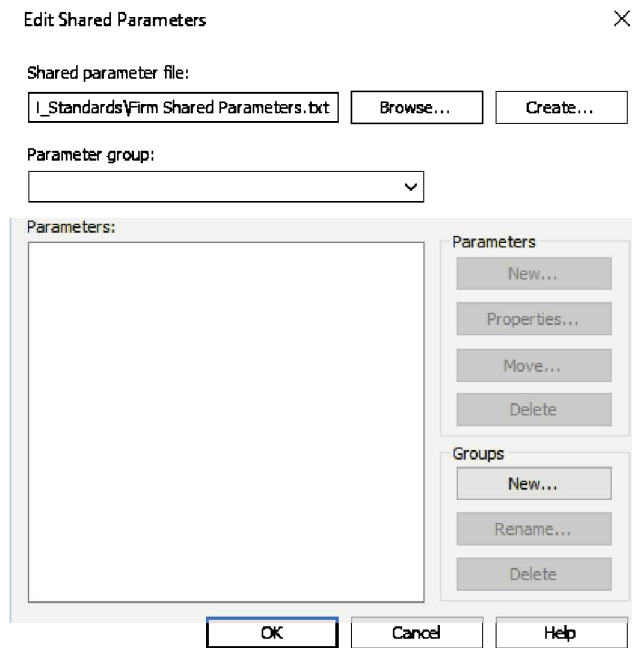 Edit Shared Parameters
Shared parameter file:
I_Standards\Firm Shared Parameters.txt
Browse...
Create...
Parameter group:
Parameters:
Parameters
New...
Properties...
Move...
Delete
Groups
New...
Rename...
Delete
OK
Cancel
Help